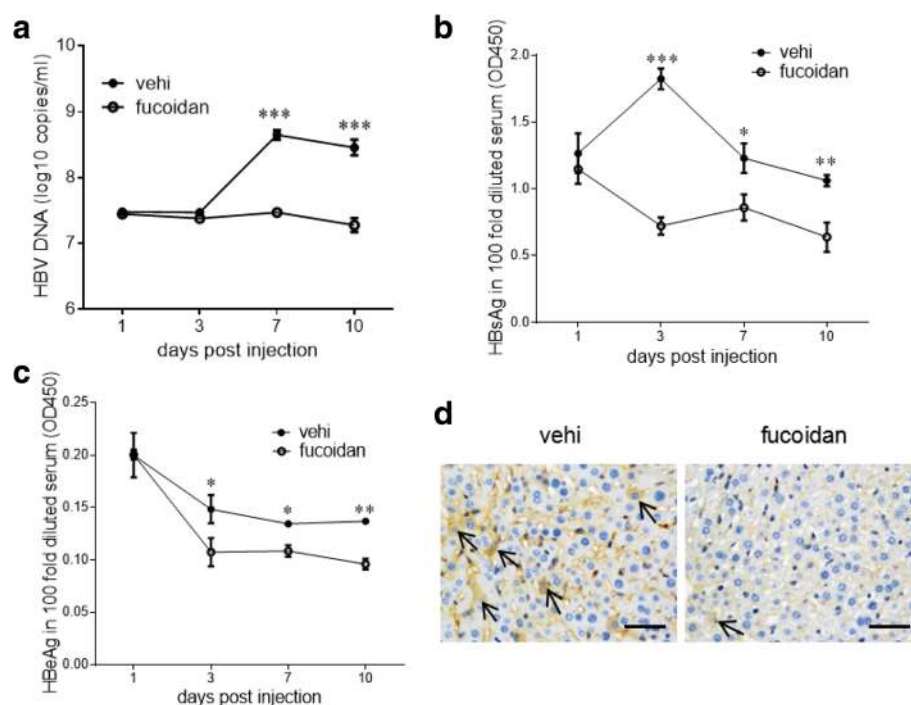 a
HBV DNA (log10 copies/ml)
10
9
8
7
6
vehi
fucoidan
***
***
1 3 7 10
days post injection
b
HBsAg in 100 fold diluted serum (OD450)
2.0
1.5
1.0
0.5
0.0
vehi
fucoidan
***
*
**
1 3 7 10
days post injection
c
HBeAg in 100 fold diluted serum (OD450)
0.25
0.20
0.15
0.10
0.05
0.00
vehi
fucoidan
*
*
**
1 3 7 10
days post injection
d
vehi fucoidan